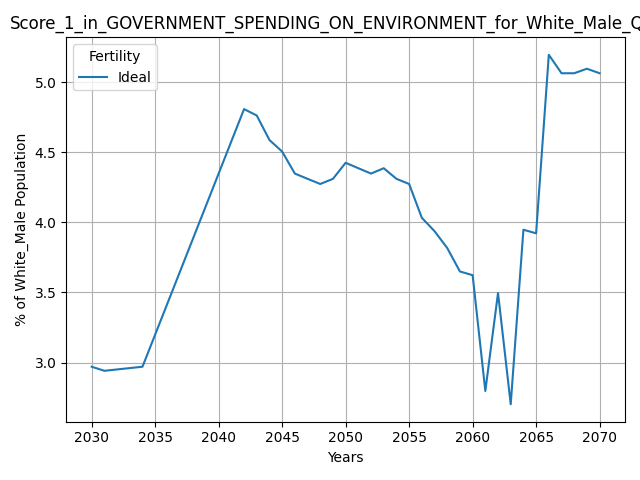 Score_1_in_GOVERNMENT_SPENDING_ON_ENVIRONMENT_for_White_Male_Q
Fertility
Ideal
% of White_Male Population
5.0
4.5
4.0
3.5
3.0
2030 2035 2040 2045 2050 2055 2060 2065 2070
Years